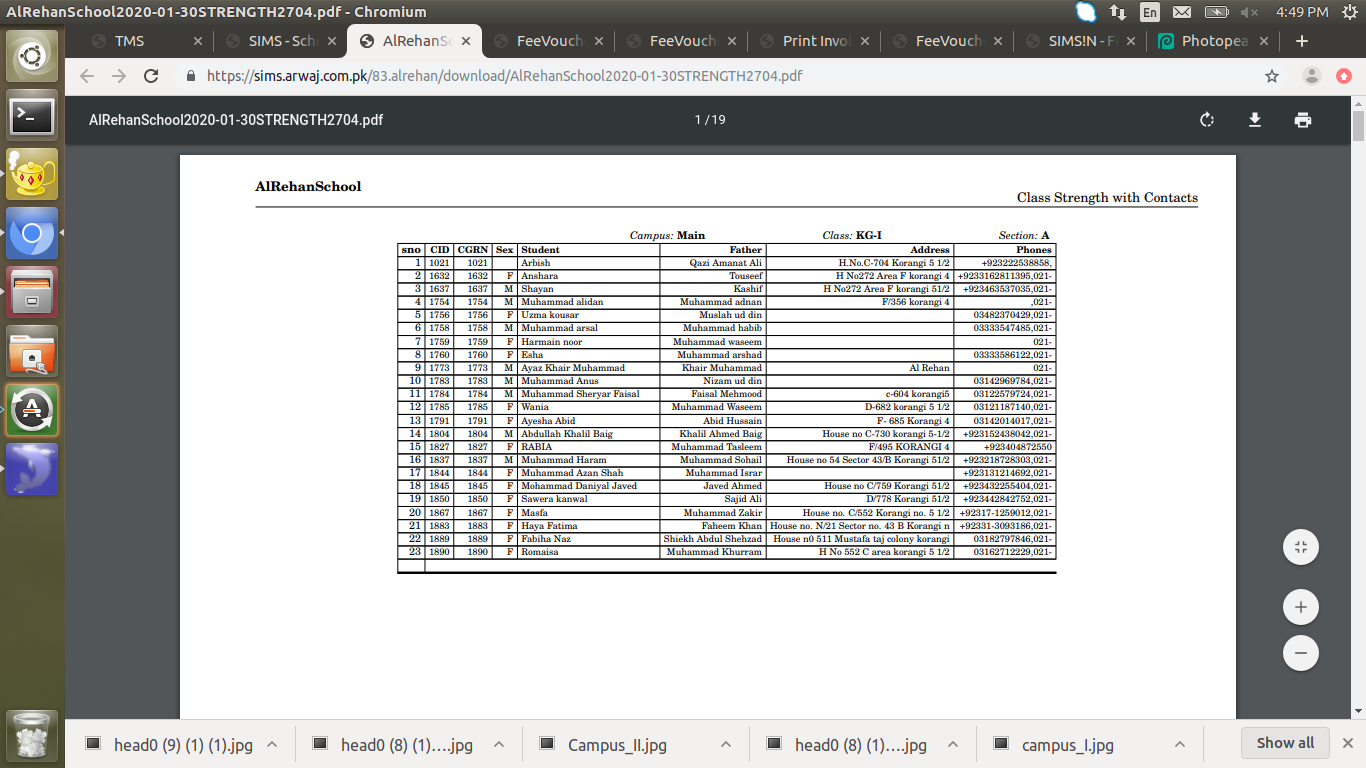 AlRehanSchool2020-01-30STRENGTH2704.pdf - Chromium En 4:49 PM
TMS SIMS - Sch AlRehanS FeeVouch FeeVouch Print Invoi FeeVouch SIMS!N - F Photopea
https://sims.arwaj.com.pk/83.alrehan/download/AlRehanSchool2020-01-30STRENGTH2704.pdf
AlRehanSchool2020-01-30STRENGTH2704.pdf 1 / 19
AlRehanSchool
Class Strength with Contacts
Campus: Main Class: KG-I Section: A
sno CID CGRN Sex Student Father Address Phones
1 1021 1021 Arbish Qazi Amanat Ali H.No.C-704 Korangi 5 1/2 +923222538858,
2 1632 1632 F Anshara Touseef H No272 Area F korangi 4 +9233162811395,021-
3 1637 1637 M Shayan Kashif H No272 Area F korangi 51/2 +923463537035,021-
4 1754 1754 M Muhammad alidan Muhammad adnan F/356 korangi 4 ,021-
5 1756 1756 F Uzma kousar Muslah ud din 03482370429,021-
6 1758 1758 M Muhammad arsal Muhammad habib 03333547485,021-
7 1759 1759 F Harmain noor Muhammad waseem 021-
8 1760 1760 F Esha Muhammad arshad 03333586122,021-
9 1773 1773 M Ayaz Khair Muhammad Khair Muhammad Al Rehan 021-
10 1783 1783 M Muhammad Anus Nizam ud din 03142969784,021-
11 1784 1784 M Muhammad Sheryar Faisal Faisal Mehmood c-604 korangi5 03122579724,021-
12 1785 1785 F Wania Muhammad Waseem D-682 korangi 5 1/2 03121187140,021-
13 1791 1791 F Ayesha Abid Abid Hussain F- 685 Korangi 4 03142014017,021-
14 1804 1804 M Abdullah Khalil Baig Khalil Ahmed Baig House no C-730 korangi 5-1/2 +923152438042,021-
15 1827 1827 F RABIA Muhammad Tasleem F/495 KORANGI 4 +923404872550
16 1837 1837 M Muhammad Haram Muhammad Sohail House no 54 Sector 43/B Korangi 51/2 +923218728303,021-
17 1844 1844 F Muhammad Azan Shah Muhammad Israr +923131214692,021-
18 1845 1845 F Mohammad Daniyal Javed Javed Ahmed House no C/759 Korangi 51/2 +923432255404,021-
19 1850 1850 F Sawera kanwal Sajid Ali D/778 Korangi 51/2 +923442842752,021-
20 1867 1867 F Masfa Muhammad Zakir House no. C/552 Korangi no. 5 1/2 +92317-1259012,021-
21 1883 1883 F Haya Fatima Faheem Khan House no. N/21 Sector no. 43 B Korangi n +92331-3093186,021-
22 1889 1889 F Fabiha Naz Shiekh Abdul Shehzad House n0 511 Mustafa taj colony korangi 03182797846,021-
23 1890 1890 F Romaisa Muhammad Khurram H No 552 C area korangi 5 1/2 03162712229,021-
head0 (9) (1) (1).jpg head0 (8) (1)....jpg Campus_II.jpg head0 (8) (1)....jpg campus_I.jpg Show all